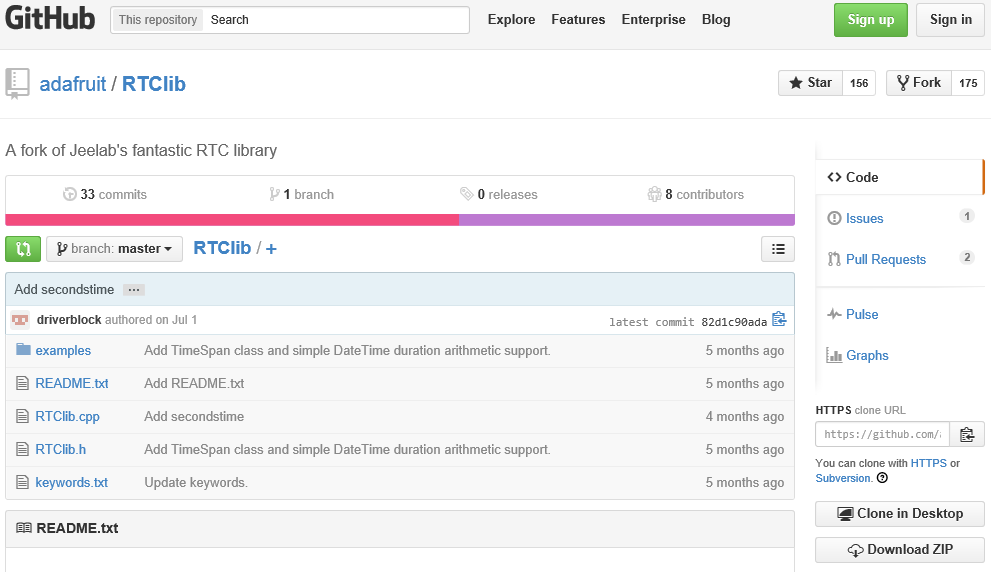 GitHub This repository Search Explore Features Enterprise Blog Sign up Sign in
adafruit / RTClib Star 156 Fork 175
A fork of Jeelab's fantastic RTC library
33 commits 1 branch 0 releases 8 contributors
branch: master RTClib / +
Add secondstime ...
driverblock authored on Jul 1 latest commit 82d1c90ada
examples Add TimeSpan class and simple DateTime duration arithmetic support. 5 months ago
README.txt Add README.txt 5 months ago
RTClib.cpp Add secondstime 4 months ago
RTClib.h Add TimeSpan class and simple DateTime duration arithmetic support. 5 months ago
keywords.txt Update keywords. 5 months ago
README.txt
Code
Issues 1
Pull Requests 2
Pulse
Graphs
HTTPS clone URL
https://github.com/
You can clone with HTTPS or
Subversion.
Clone in Desktop
Download ZIP